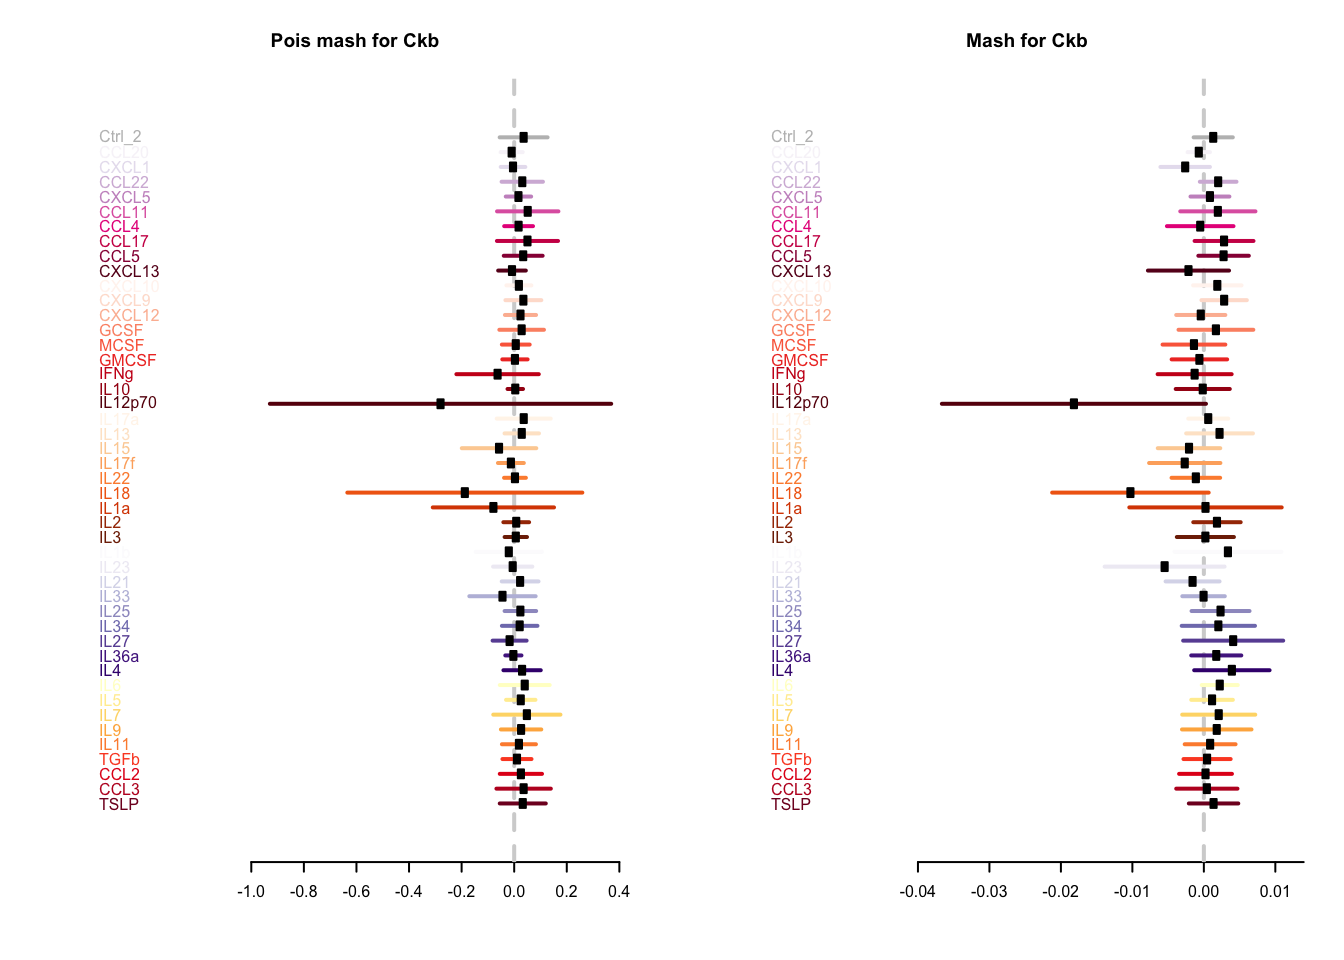 Pois mash for Ckb
Ctrl_2
CCL20
CXCL1
CCL22
CXCL5
CCL11
CCL4
CCL17
CCL5
CXCL13
CXCL10
CXCL9
CXCL12
GCSF
MCSF
GMCSF
IFNg
IL10
IL12p70
IL17a
IL13
IL15
IL17f
IL22
IL18
IL1a
IL2
IL3
IL23
IL21
IL33
IL25
IL34
IL27
IL36a
IL4
IL5
IL7
IL9
IL11
TGFb
CCL2
CCL3
TSLP
-1.0 -0.8 -0.6 -0.4 -0.2 0.0 0.2 0.4
Mash for Ckb
Ctrl_2
CCL20
CXCL1
CCL22
CXCL5
CCL11
CCL4
CCL17
CCL5
CXCL13
CXCL10
CXCL9
CXCL12
GCSF
MCSF
GMCSF
IFNg
IL10
IL12p70
IL17a
IL13
IL15
IL17f
IL22
IL18
IL1a
IL2
IL3
IL23
IL21
IL33
IL25
IL34
IL27
IL36a
IL4
IL5
IL7
IL9
IL11
TGFb
CCL2
CCL3
TSLP
-0.04 -0.03 -0.02 -0.01 0.00 0.01